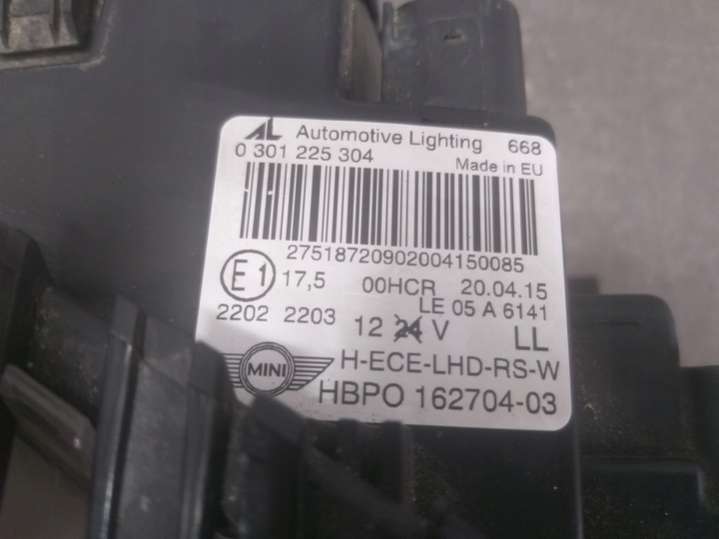 AL Automotive Lighting 668
0 301 225 304 Made in EU
27518720902004150085
E1 17,5 00HCR 20.04.15
LE 05 A 6141
2202 2203 12 24 V LL
MINI H-ECE-LHD-RS-W
HBPO 162704-03